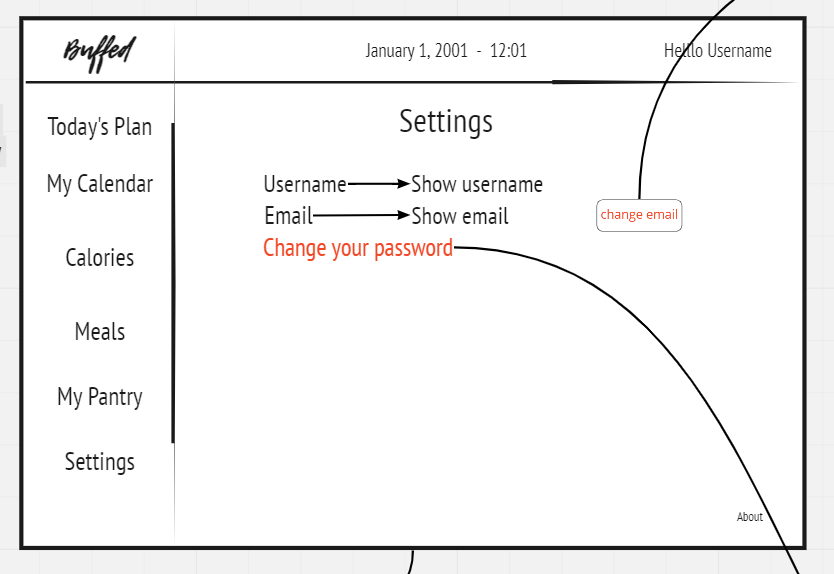 Buffed
January 1, 2001 - 12:01
Helllo Username
Today's Plan
My Calendar
Calories
Meals
My Pantry
Settings
Settings
Username Show username
Email Show email
change email
Change your password
About